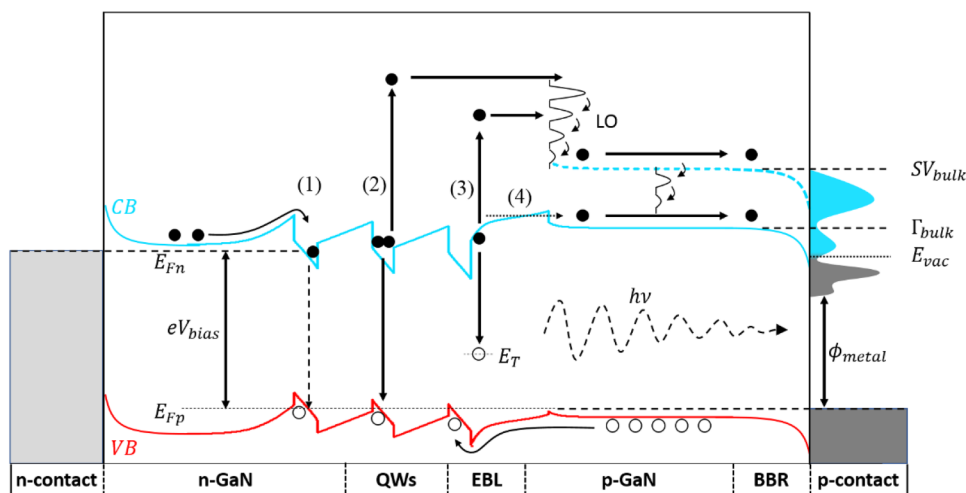 LO
(1)
(2)
(3)
(4)
SV_bulk
CB
Γ_bulk
E_Fn
E_vac
hν
eV_bias
E_T
ϕ_metal
E_Fp
VB
n-contact
n-GaN
QWs
EBL
p-GaN
BBR
p-contact